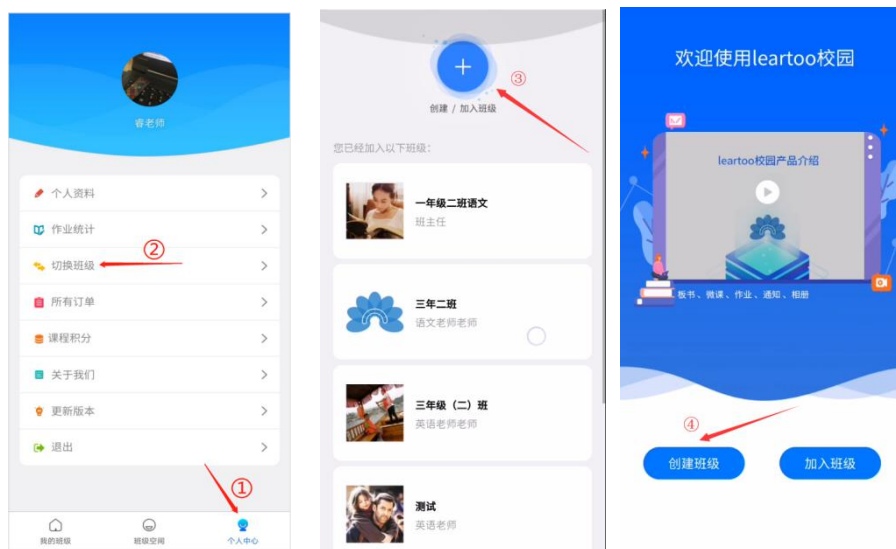 睿老师
个人资料
作业统计
②
切换班级
所有订单
课程积分
关于我们
更新版本
退出
①
我的班级
班级空间
个人中心
③
创建 / 加入班级
您已经加入以下班级:
一年级二班语文
班主任
三年二班
语文老师老师
三年级（二）班
英语老师老师
测试
英语老师
欢迎使用leartoo校园
leartoo校园产品介绍
板书、微课、作业、通知、相册
④
创建班级
加入班级